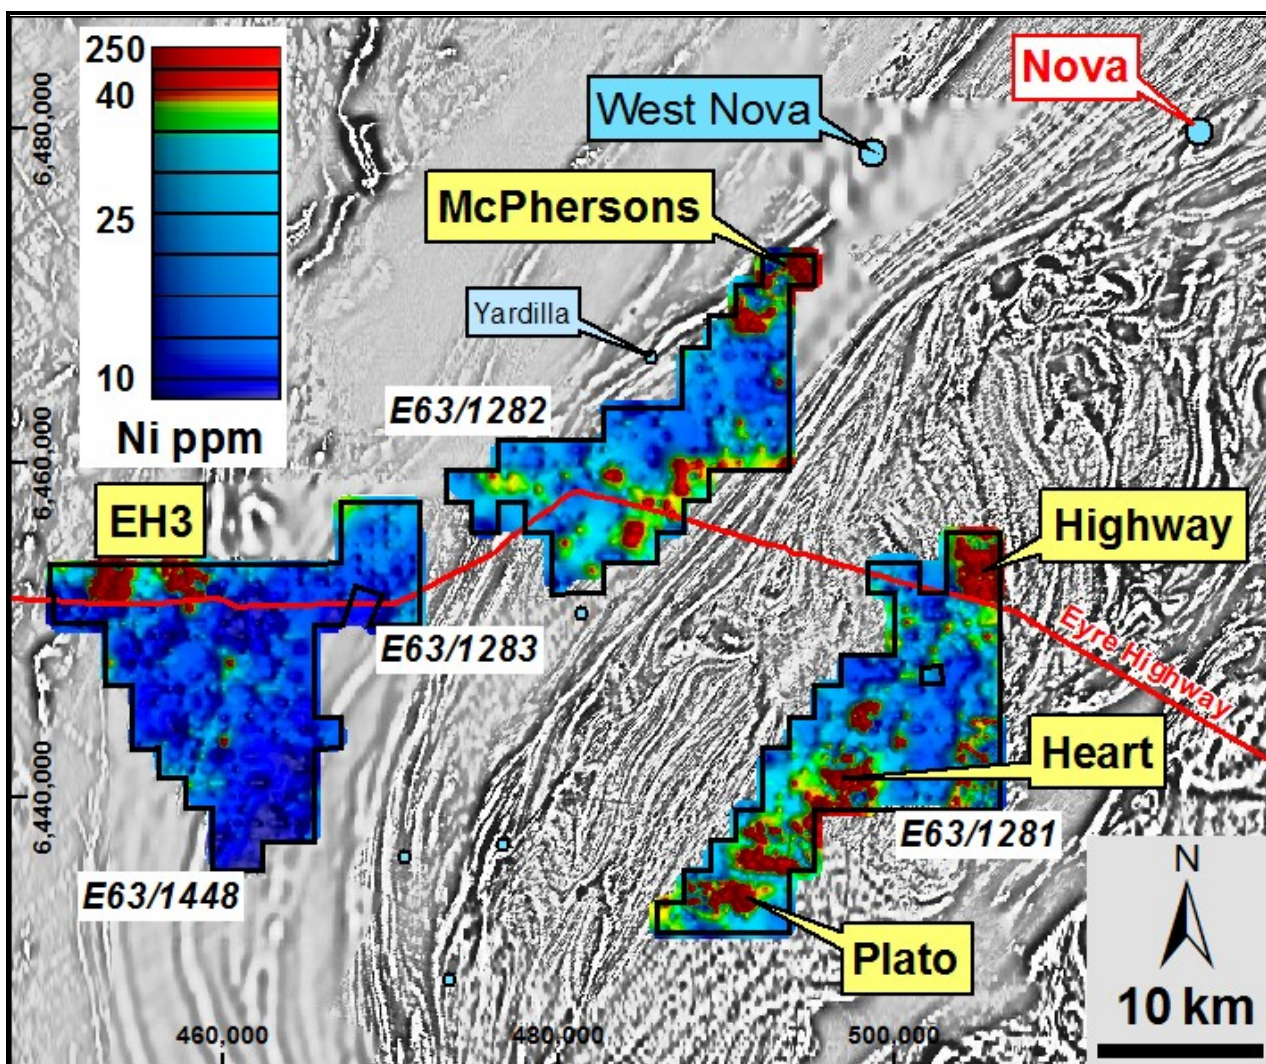 250
40
25
10
Ni ppm
Nova
West Nova
McPhersons
Yardilla
E63/1282
EH3
Highway
E63/1283
Eyre Highway
Heart
E63/1281
E63/1448
Plato
N
10 km
6,480,000
6,460,000
6,440,000
460,000
480,000
500,000